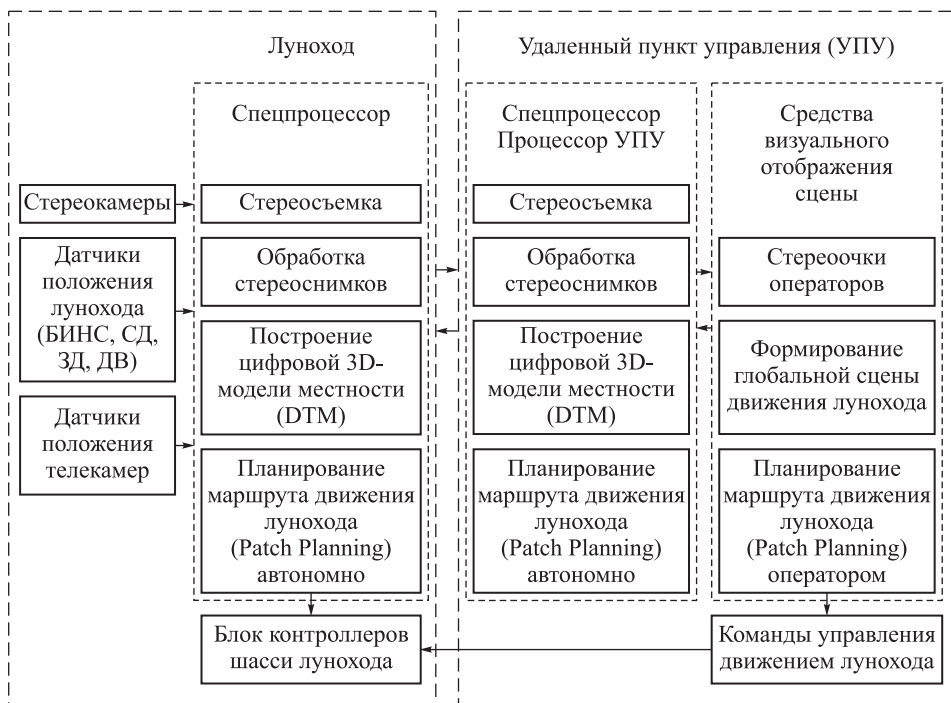 Луноход
Удаленный пункт управления (УПУ)
Спецпроцессор
Спецпроцессор
Процессор УПУ
Средства
визуального
отображения
сцены
Стереокамеры
Датчики
положения
лунохода
(БИНС, СД,
ЗД, ДВ)
Датчики
положения
телекамер
Стереосъемка
Обработка
стереоснимков
Построение
цифровой 3D-
модели местности
(DTM)
Планирование
маршрута движения
лунохода
(Patch Planning)
автономно
Блок контроллеров
шасси лунохода
Стереосъемка
Обработка
стереоснимков
Построение
цифровой 3D-
модели местности
(DTM)
Планирование
маршрута движения
лунохода
(Patch Planning)
автономно
Стереоочки
операторов
Формирование
глобальной сцены
движения лунохода
Планирование
маршрута движения
лунохода
(Patch Planning)
оператором
Команды управления
движением лунохода